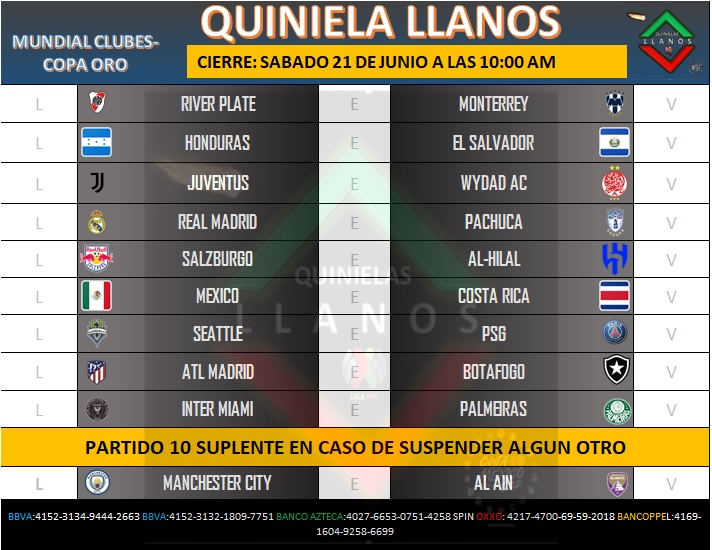 QUINIELA LLANOS
MUNDIAL CLUBES-
COPA ORO
CIERRE: SABADO 21 DE JUNIO A LAS 10:00 AM
QUINIELAS
LLANOS
L RIVER PLATE E MONTERREY V
L HONDURAS E EL SALVADOR V
L JUVENTUS E WYDAD AC V
L REAL MADRID E PACHUCA V
L SALZBURGO E AL-HILAL V
QUINIELAS
L MEXICO E COSTA RICA V
LLANOS
L SEATTLE E PSG V
L ATL MADRID E BOTAFOGO V
LIGA MX
L INTER MIAMI E PALMEIRAS V
PARTIDO 10 SUPLENTE EN CASO DE SUSPENDER ALGUN OTRO
L MANCHESTER CITY E AL AIN V
BBVA:4152-3134-9444-2663 BBVA:4152-3132-1809-7751 BANCO AZTECA:4027-6653-0751-4258 SPIN OXXO: 4217-4700-69-59-2018 BANCOPPEL:4169-
1604-9258-6699